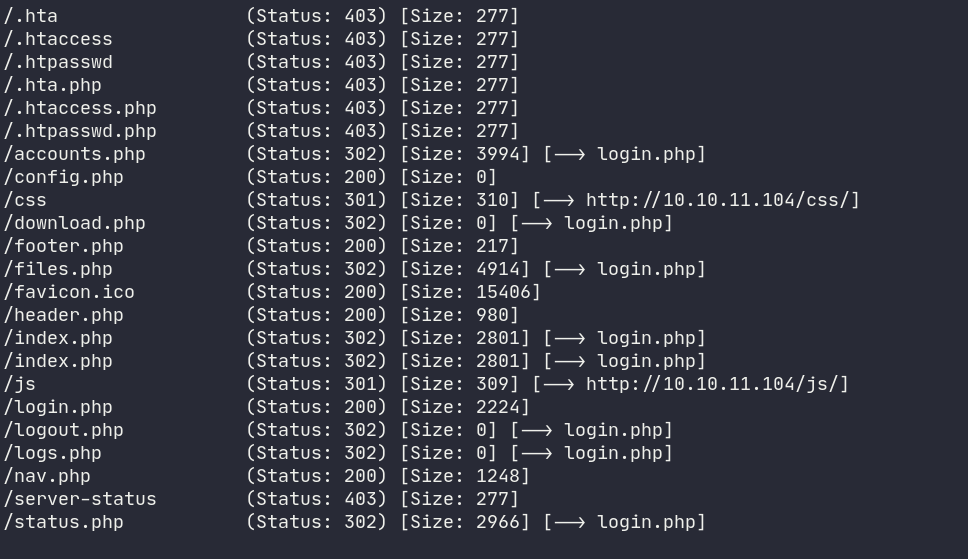 /.hta                 (Status: 403) [Size: 277]
/.htaccess            (Status: 403) [Size: 277]
/.htpasswd            (Status: 403) [Size: 277]
/.hta.php             (Status: 403) [Size: 277]
/.htaccess.php        (Status: 403) [Size: 277]
/.htpasswd.php        (Status: 403) [Size: 277]
/accounts.php         (Status: 302) [Size: 3994] [--> login.php]
/config.php           (Status: 200) [Size: 0]
/css                  (Status: 301) [Size: 310] [--> http://10.10.11.104/css/]
/download.php         (Status: 302) [Size: 0] [--> login.php]
/footer.php           (Status: 200) [Size: 217]
/files.php            (Status: 302) [Size: 4914] [--> login.php]
/favicon.ico          (Status: 200) [Size: 15406]
/header.php           (Status: 200) [Size: 980]
/index.php            (Status: 302) [Size: 2801] [--> login.php]
/index.php            (Status: 302) [Size: 2801] [--> login.php]
/js                   (Status: 301) [Size: 309] [--> http://10.10.11.104/js/]
/login.php            (Status: 200) [Size: 2224]
/logout.php           (Status: 302) [Size: 0] [--> login.php]
/logs.php             (Status: 302) [Size: 0] [--> login.php]
/nav.php              (Status: 200) [Size: 1248]
/server-status        (Status: 403) [Size: 277]
/status.php           (Status: 302) [Size: 2966] [--> login.php]